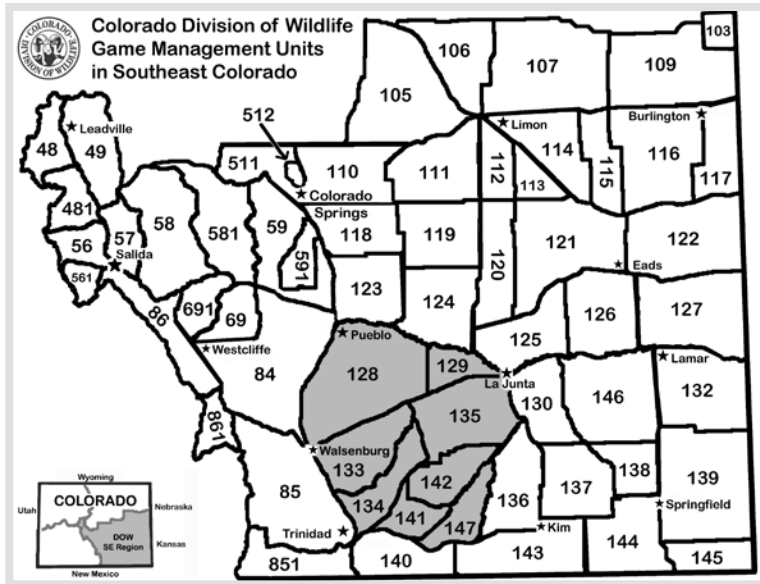 Colorado Division of Wildlife
Game Management Units
in Southeast Colorado
COLORADO
DIVISION OF WILDLIFE
103
106
107
109
105
512
Leadville
48
49
Limon
Burlington
511
110
111
112
114
115
116
113
117
Colorado
Springs
481
58
581
59
56
57
Salida
118
119
121
122
591
120
Eads
561
123
124
127
691
69
126
86
Pueblo
125
Westcliffe
84
128
129
La Junta
Lamar
132
135
130
146
861
Walsenburg
133
138
139
142
85
134
136
137
Springfield
141
147
Trinidad
Kim
144
851
140
143
145
Wyoming
COLORADO
Utah
Nebraska
DOW
SE Region
Kansas
New Mexico